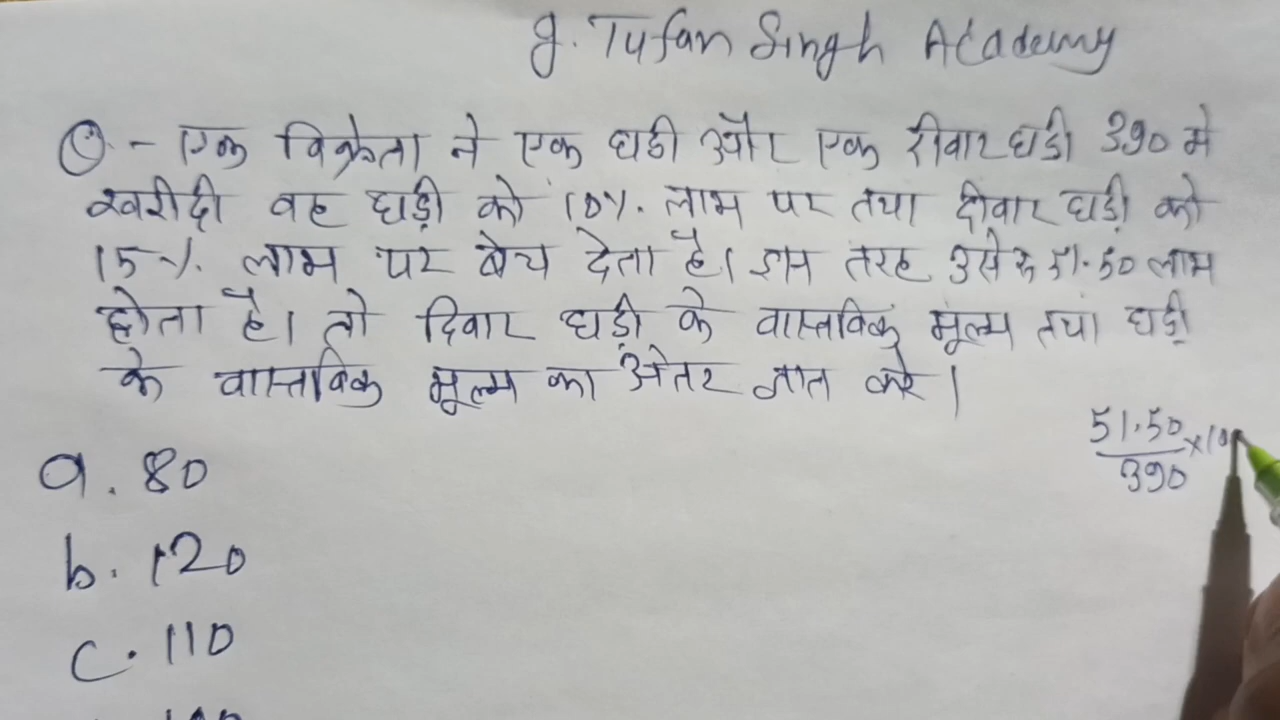 J. Tufan Singh Academy
Q.- एक विक्रेता ने एक घडी और एक दीवार घडी 390 मे
खरीदी वह घड़ी को 10%. लाभ पर तथा दीवार घड़ी को
15%. लाभ पर बेच देता है। इस तरह उसे रु 51.50 लाभ
होता है। तो दिवार घड़ी के वास्तविक मूल्य तथा घड़ी
के वास्तविक मूल्य का अंतर ज्ञात करे।
51.50
390
×10
a. 80
b. 120
c. 110